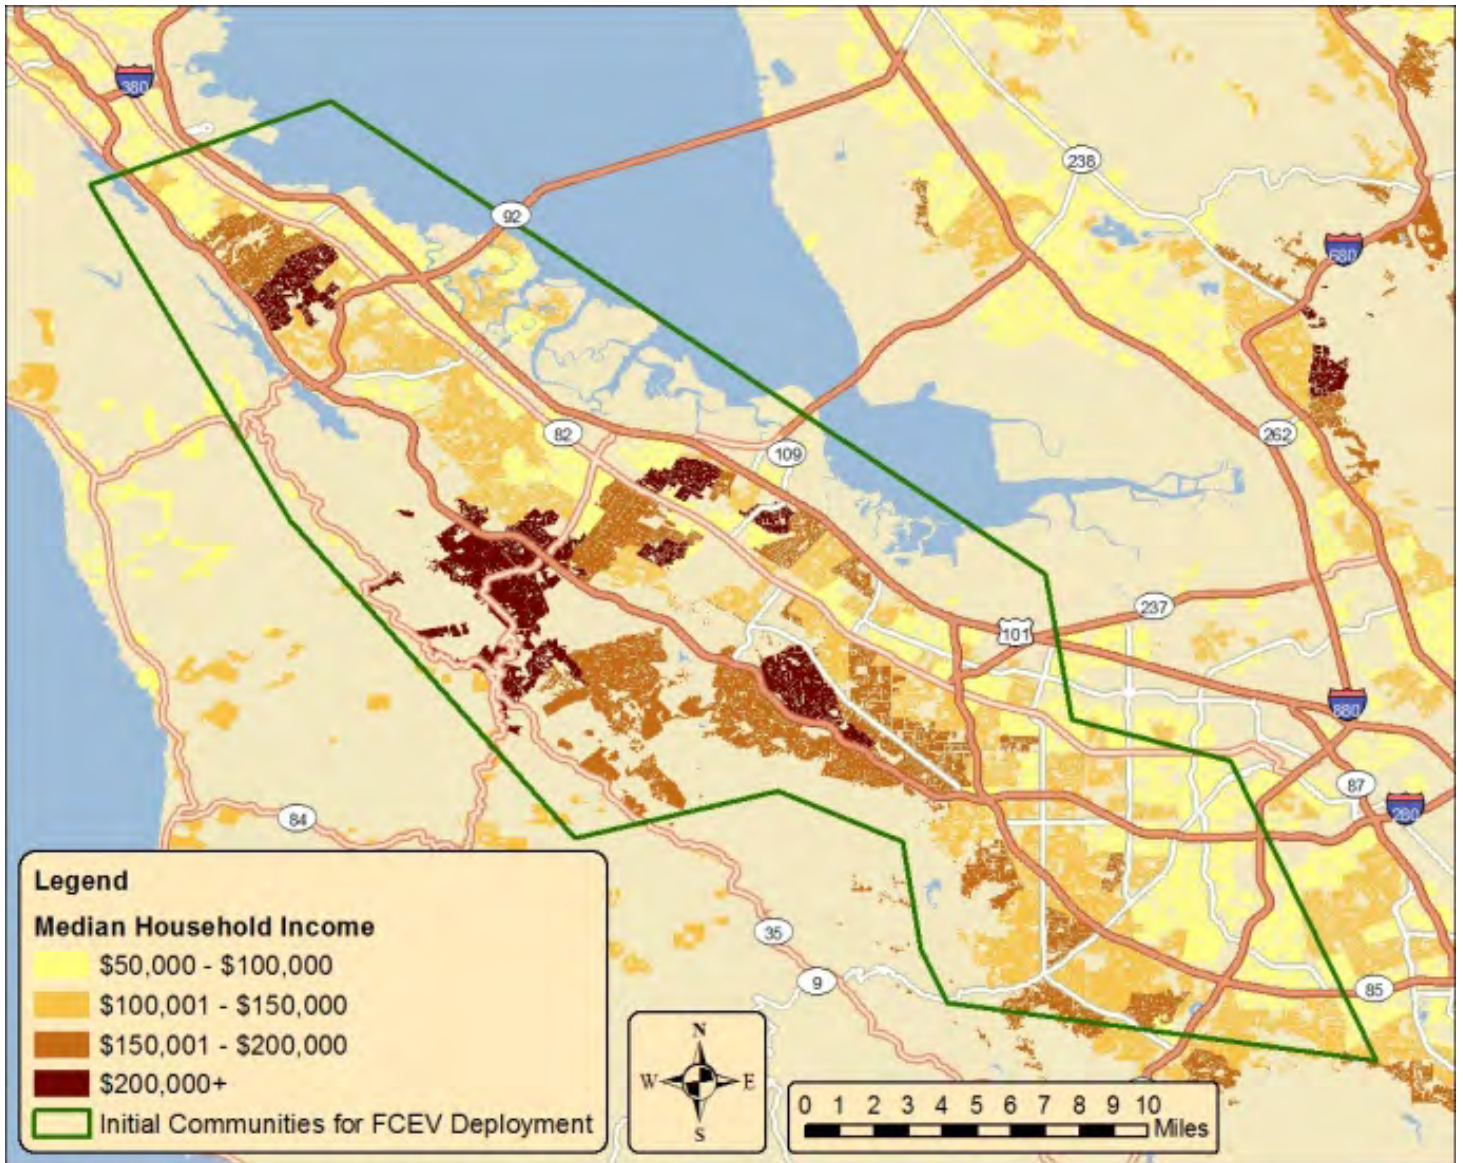 380
92
238
680
82
109
262
237
101
880
87
280
84
35
9
85
Legend
Median Household Income
$50,000 - $100,000
$100,001 - $150,000
$150,001 - $200,000
$200,000+
Initial Communities for FCEV Deployment
N
W E
S
0 1 2 3 4 5 6 7 8 9 10
Miles